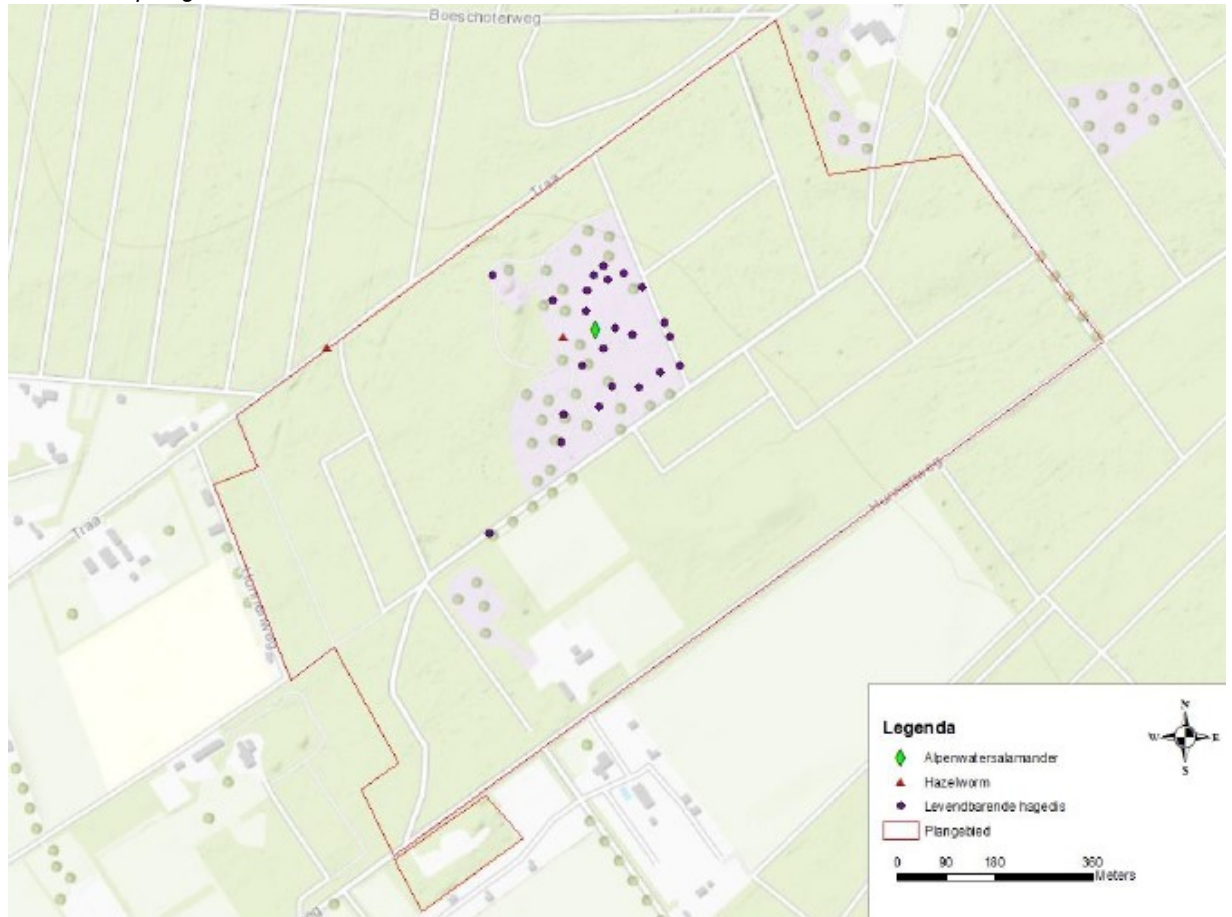 Boeschoterweg
Traa
Traa
Legenda
N
W
E
S
Alpenwatersalamander
Hazelworm
Levendbarende hagedis
Plangebied
0 90 180 360
Meters